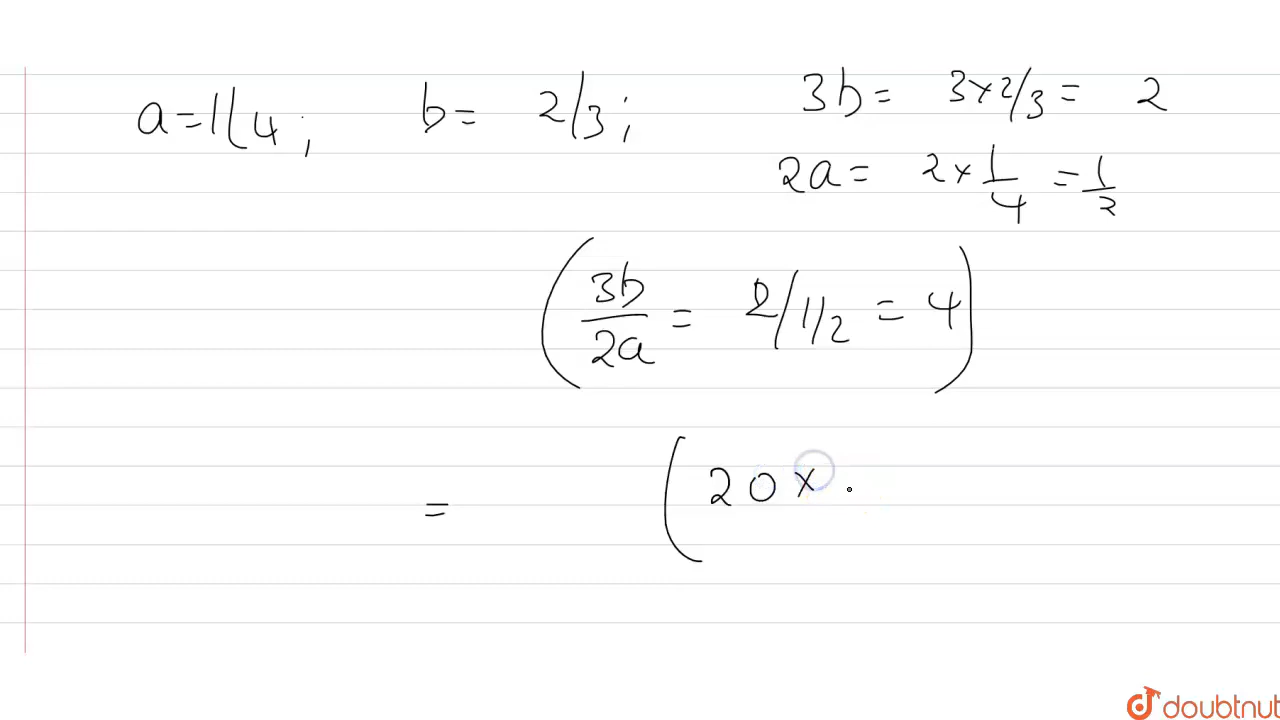 a=1/4; b= 2/3; 3b= 3×2/3= 2
2a= 2×1/4 =1/2
(3b/2a= 2/1/2 = 4)
= (20× .
doubtnut